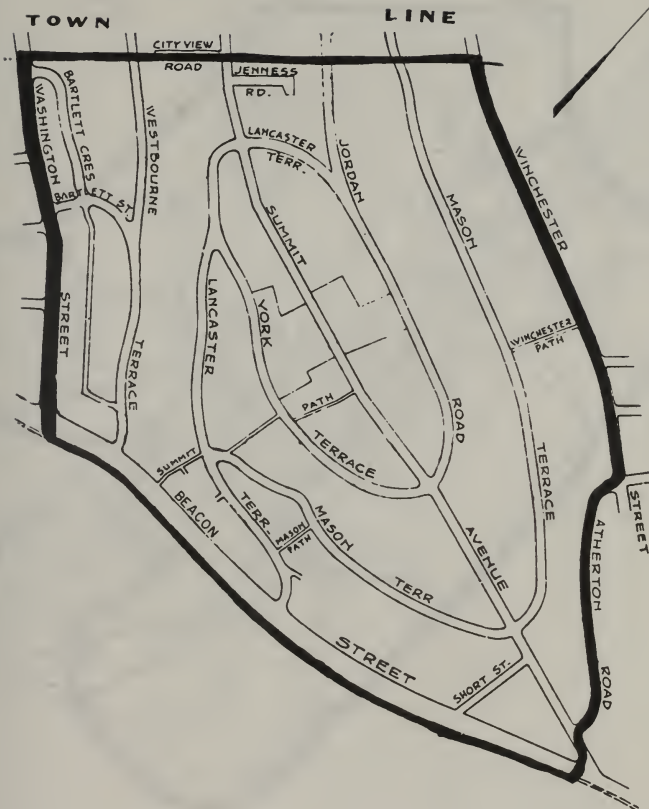 TOWN LINE
CITY VIEW
ROAD
JENNESS
RD.
BARTLETT CRES
WASHINGTON
STREET
BARTLETT ST.
WESTBOURNE
TERRACE
LANCASTER
TERR.
JORDAN
ROAD
SUMMIT
AVENUE
MASON
TERRACE
WINCHESTER
STREET
WINCHESTER
PATH
LANCASTER
TERR.
YORK
TERRACE
SUMMIT
PATH
MASON
PATH
MASON
TERR
BEACON
STREET
SHORT ST.
ATHERTON
ROAD